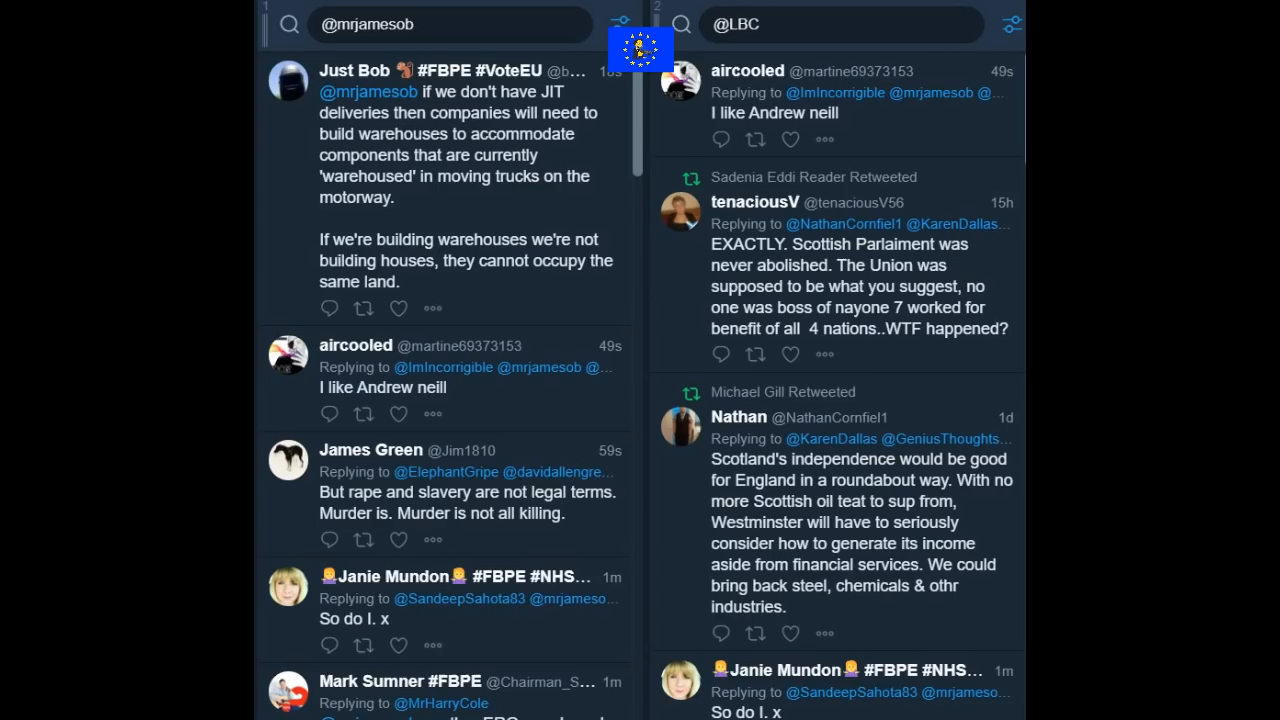 1
@mrjamesob
Just Bob #FBPE #VoteEU @b... 18s
@mrjamesob if we don't have JIT
deliveries then companies will need to
build warehouses to accommodate
components that are currently
'warehoused' in moving trucks on the
motorway.
If we're building warehouses we're not
building houses, they cannot occupy the
same land.
aircooled @martine69373153 49s
Replying to @ImIncorrigible @mrjamesob @...
I like Andrew neill
James Green @Jim1810 59s
Replying to @ElephantGripe @davidallengre...
But rape and slavery are not legal terms.
Murder is. Murder is not all killing.
Janie Mundon #FBPE #NHS... 1m
Replying to @SandeepSahota83 @mrjameso...
So do I. x
Mark Sumner #FBPE @Chairman_S... 1m
Replying to @MrHarryCole
2
@LBC
aircooled @martine69373153 49s
Replying to @ImIncorrigible @mrjamesob @...
I like Andrew neill
Sadenia Eddi Reader Retweeted
tenaciousV @tenaciousV56 15h
Replying to @NathanCornfiel1 @KarenDallas...
EXACTLY. Scottish Parlaiment was
never abolished. The Union was
supposed to be what you suggest, no
one was boss of nayone 7 worked for
benefit of all 4 nations..WTF happened?
Michael Gill Retweeted
Nathan @NathanCornfiel1 1d
Replying to @KarenDallas @GeniusThoughts...
Scotland's independence would be good
for England in a roundabout way. With no
more Scottish oil teat to sup from,
Westminster will have to seriously
consider how to generate its income
aside from financial services. We could
bring back steel, chemicals & othr
industries.
Janie Mundon #FBPE #NHS... 1m
Replying to @SandeepSahota83 @mrjameso...
So do I. x